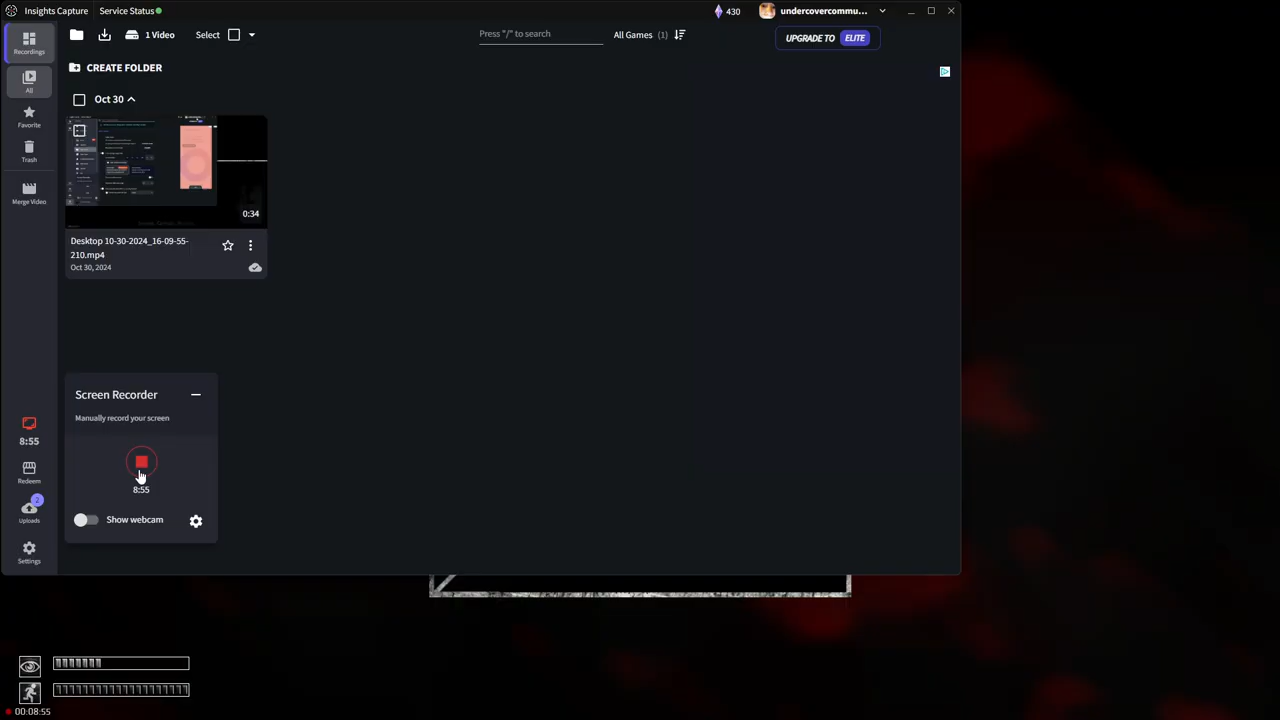 Insights Capture
Service Status
430
undercovercommu...
Recordings
1 Video
Select
Press "/" to search
All Games (1)
UPGRADE TO ELITE
CREATE FOLDER
All
Oct 30
Favorite
Trash
Merge Video
0:34
Desktop 10-30-2024_16-09-55-
210.mp4
Oct 30, 2024
Screen Recorder
Manually record your screen
8:55
8:55
Redeem
2
Uploads
Show webcam
Settings
00:08:55